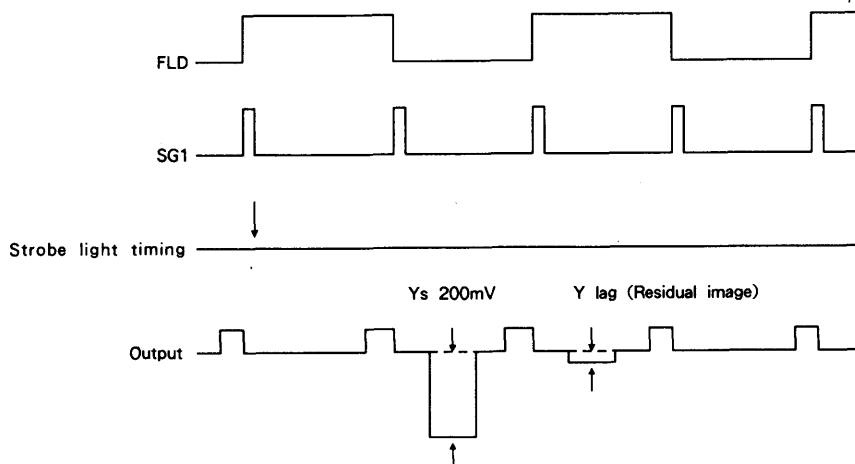 FLD
SG1
Strobe light timing
Ys 200mV
Y lag (Residual image)
Output